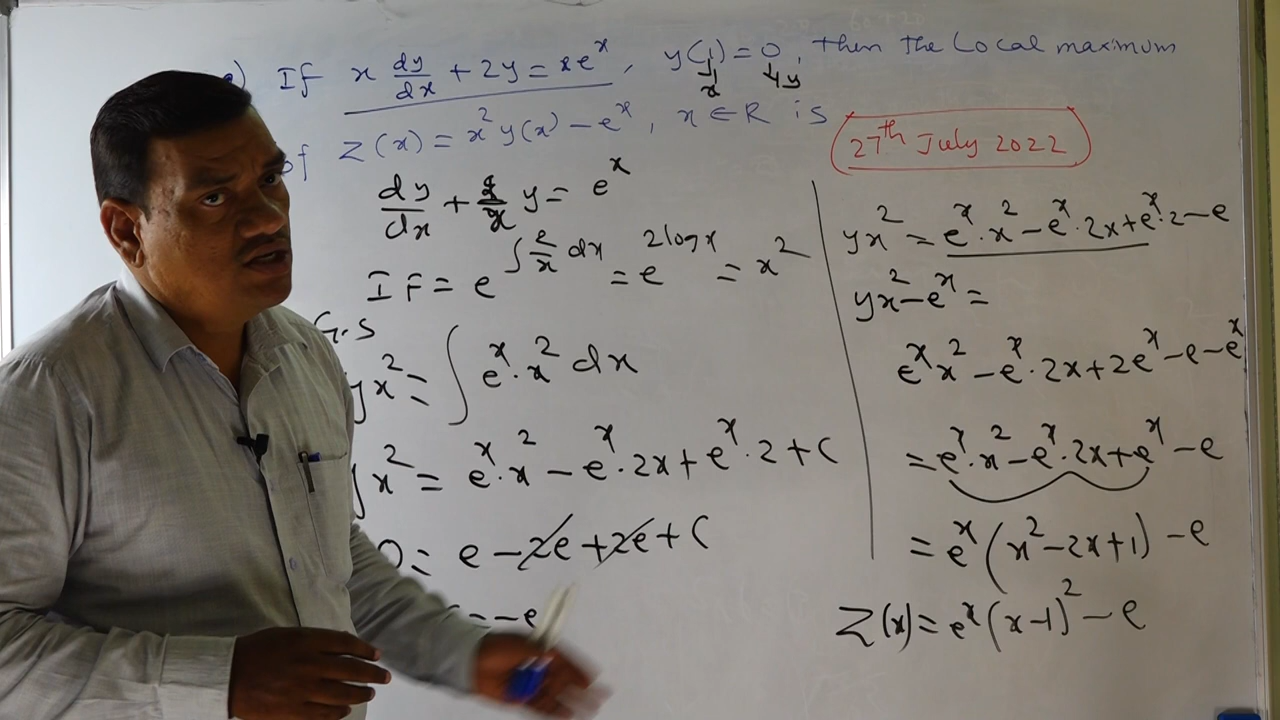 ) If x dy/dx + 2y = xe^x, y(1) = 0, then the Local maximum
x y
of Z(x) = x² y(x) - e^x, x ∈ R is
27th July 2022
dy/dx + 2/x y = e^x
IF = e^∫2/x dx = e^2logx = x²
G.S
yx² = ∫ e^x · x² dx
yx² = e^x · x² - e^x · 2x + e^x · 2 + C
0 = e - 2e + 2e + C
= -e
yx² = e^x · x² - e^x · 2x + e^x · 2 - e
yx² - e^x =
e^x x² - e^x · 2x + 2e^x - e - e^x
= e^x · x² - e^x · 2x + e^x - e
= e^x (x² - 2x + 1) - e
Z(x) = e^x (x-1)² - e